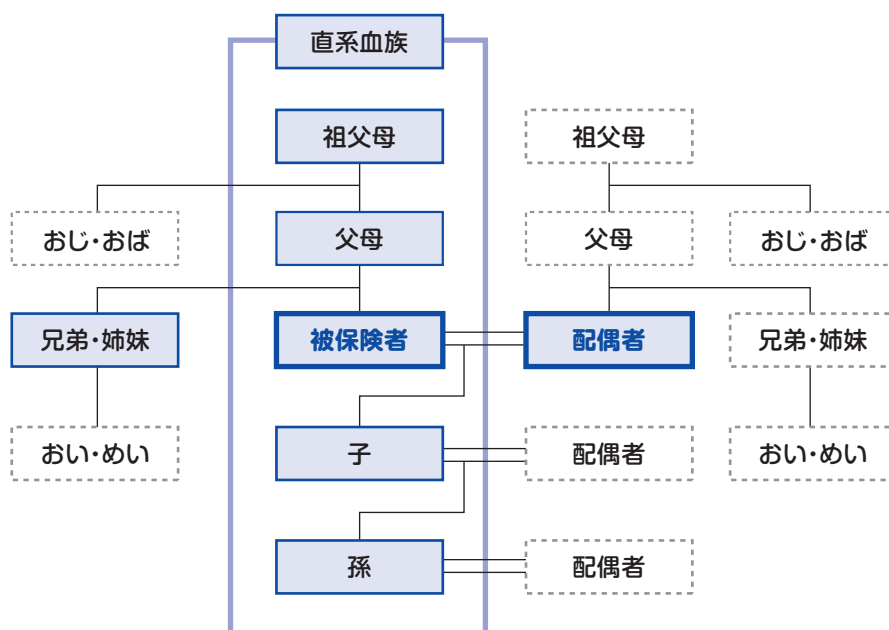 直系血族
祖父母
祖父母
おじ・おば
父母
父母
おじ・おば
兄弟・姉妹
被保険者
配偶者
兄弟・姉妹
おい・めい
子
配偶者
おい・めい
孫
配偶者